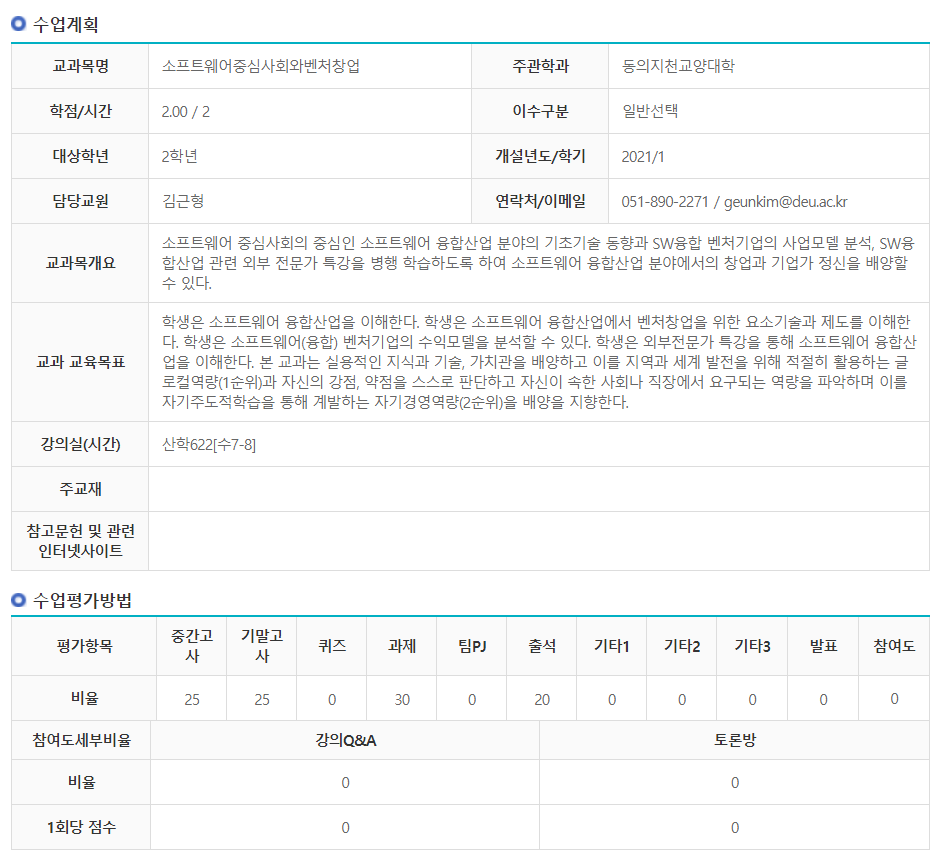 수업계획
교과목명 소프트웨어중심사회와벤처창업 주관학과 동의지천교양대학
학점/시간 2.00 / 2 이수구분 일반선택
대상학년 2학년 개설년도/학기 2021/1
담당교원 김근형 연락처/이메일 051-890-2271 / geunkim@deu.ac.kr
교과목개요
소프트웨어 중심사회의 중심인 소프트웨어 융합산업 분야의 기초기술 동향과 SW융합 벤처기업의 사업모델 분석, SW융
합산업 관련 외부 전문가 특강을 병행 학습하도록 하여 소프트웨어 융합산업 분야에서의 창업과 기업가 정신을 배양할
수 있다.
교과 교육목표
학생은 소프트웨어 융합산업을 이해한다. 학생은 소프트웨어 융합산업에서 벤처창업을 위한 요소기술과 제도를 이해한
다. 학생은 소프트웨어(융합) 벤처기업의 수익모델을 분석할 수 있다. 학생은 외부전문가 특강을 통해 소프트웨어 융합산
업을 이해한다. 본 교과는 실용적인 지식과 기술, 가치관을 배양하고 이를 지역과 세계 발전을 위해 적절히 활용하는 글
로컬역량(1순위)과 자신의 강점, 약점을 스스로 판단하고 자신이 속한 사회나 직장에서 요구되는 역량을 파악하며 이를
자기주도적학습을 통해 계발하는 자기경영역량(2순위)을 배양을 지향한다.
강의실(시간) 산학622[수7-8]
주교재
참고문헌 및 관련
인터넷사이트
수업평가방법
평가항목 중간고사 기말고사 퀴즈 과제 팀PJ 출석 기타1 기타2 기타3 발표 참여도
비율 25 25 0 30 0 20 0 0 0 0 0
참여도세부비율 강의Q&A 토론방
비율 0 0
1회당 점수 0 0